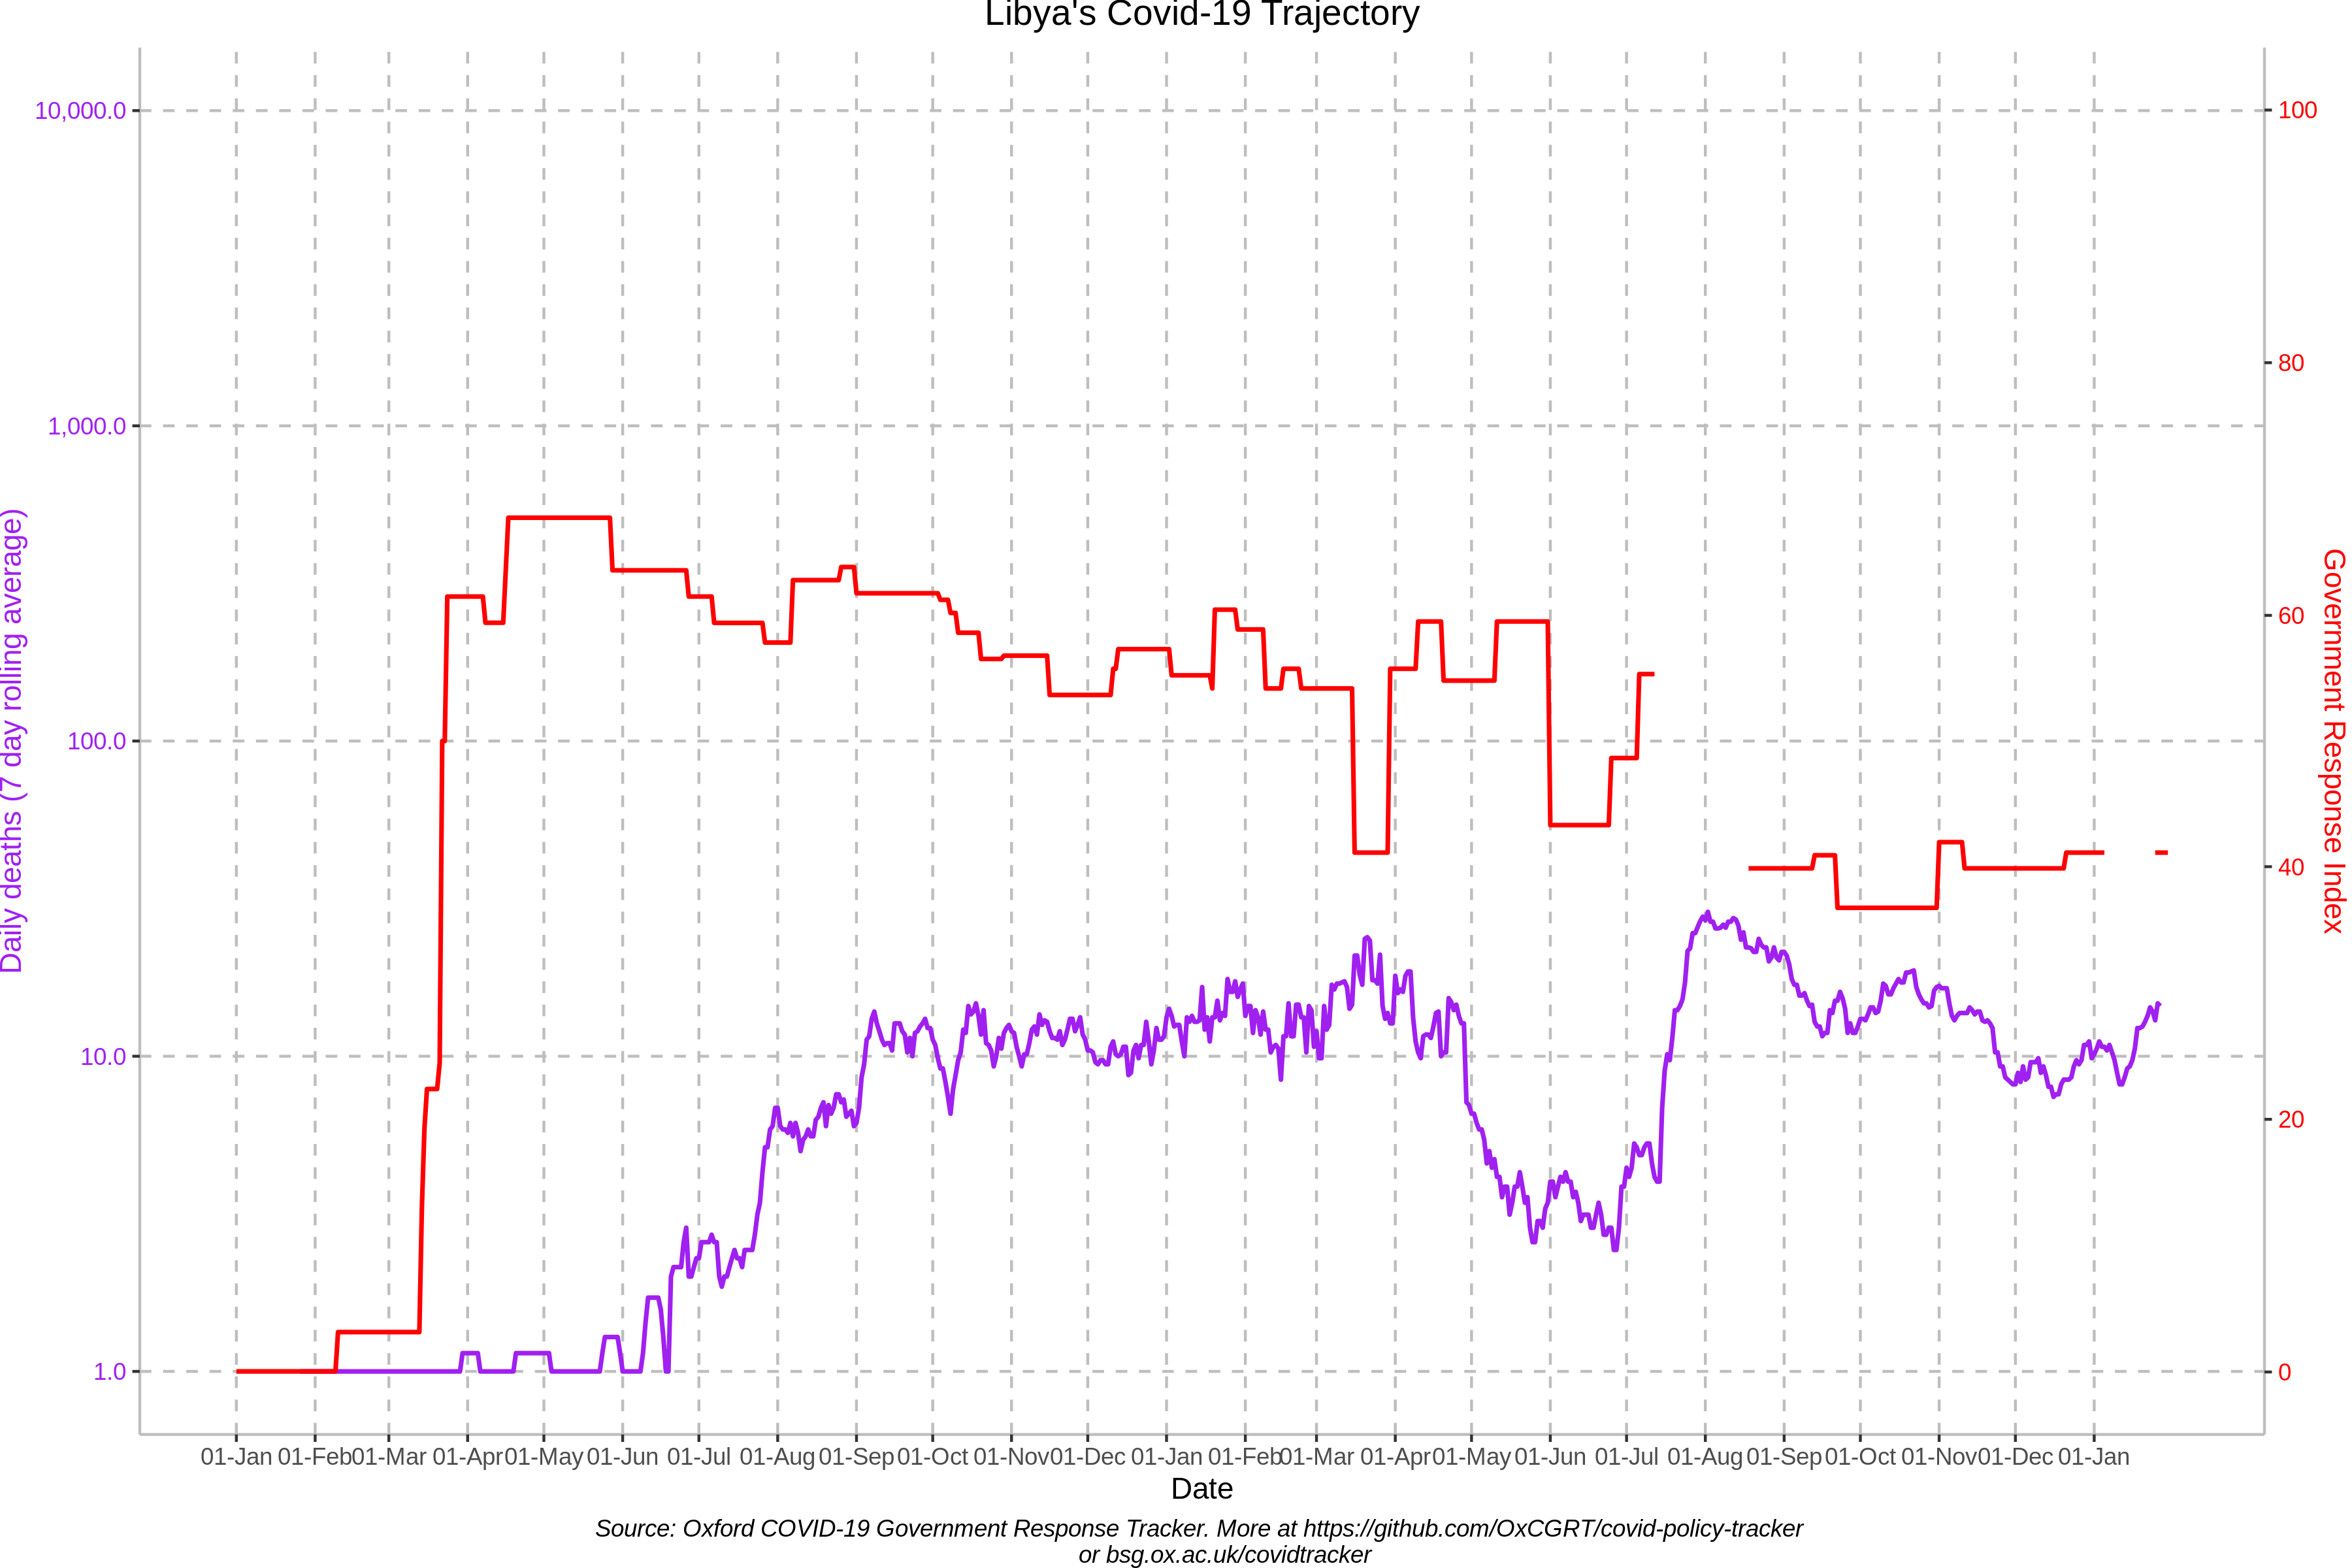 Libya's Covid-19 Trajectory
10,000.0
1,000.0
100.0
10.0
1.0
Daily deaths (7 day rolling average)
100
80
60
40
20
0
Government Response Index
01-Jan 01-Feb 01-Mar 01-Apr 01-May 01-Jun 01-Jul 01-Aug 01-Sep 01-Oct 01-Nov 01-Dec 01-Jan 01-Feb 01-Mar 01-Apr 01-May 01-Jun 01-Jul 01-Aug 01-Sep 01-Oct 01-Nov 01-Dec 01-Jan
Date
Source: Oxford COVID-19 Government Response Tracker. More at https://github.com/OxCGRT/covid-policy-tracker
or bsg.ox.ac.uk/covidtracker